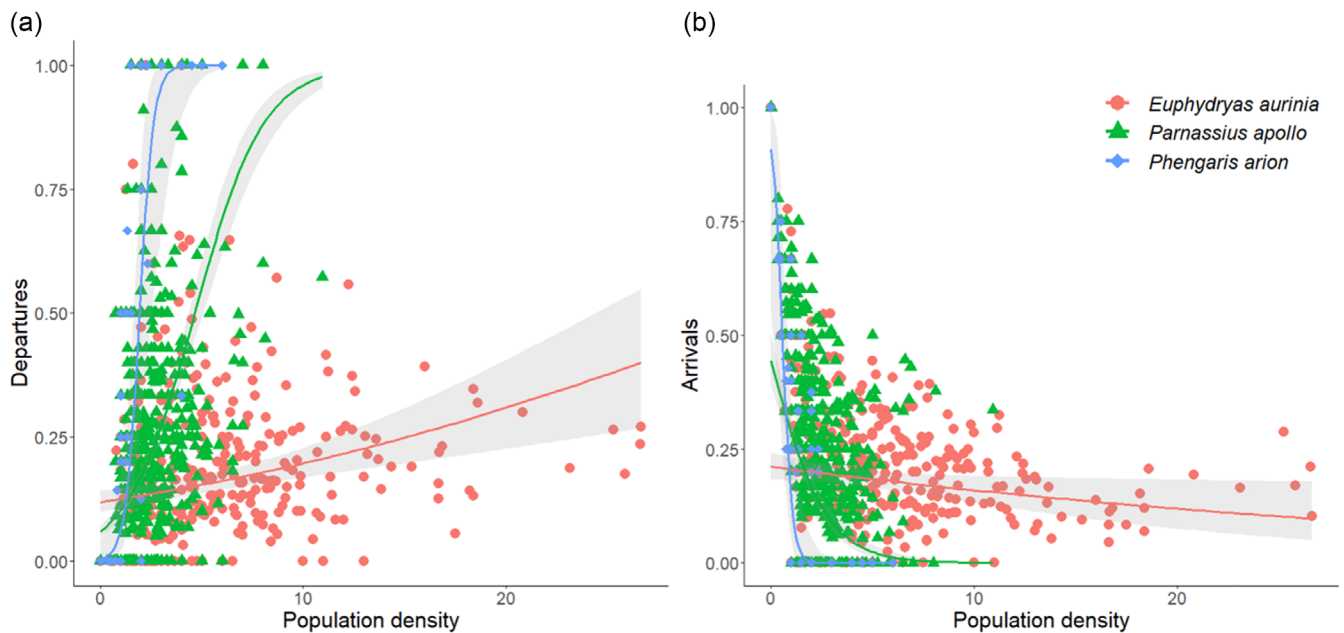 (a)
(b)
1.00
0.75
0.50
0.25
0.00
Departures
0
10
20
Population density
1.00
0.75
0.50
0.25
0.00
Arrivals
0
10
20
Population density
Euphydryas aurinia
Parnassius apollo
Phengaris arion